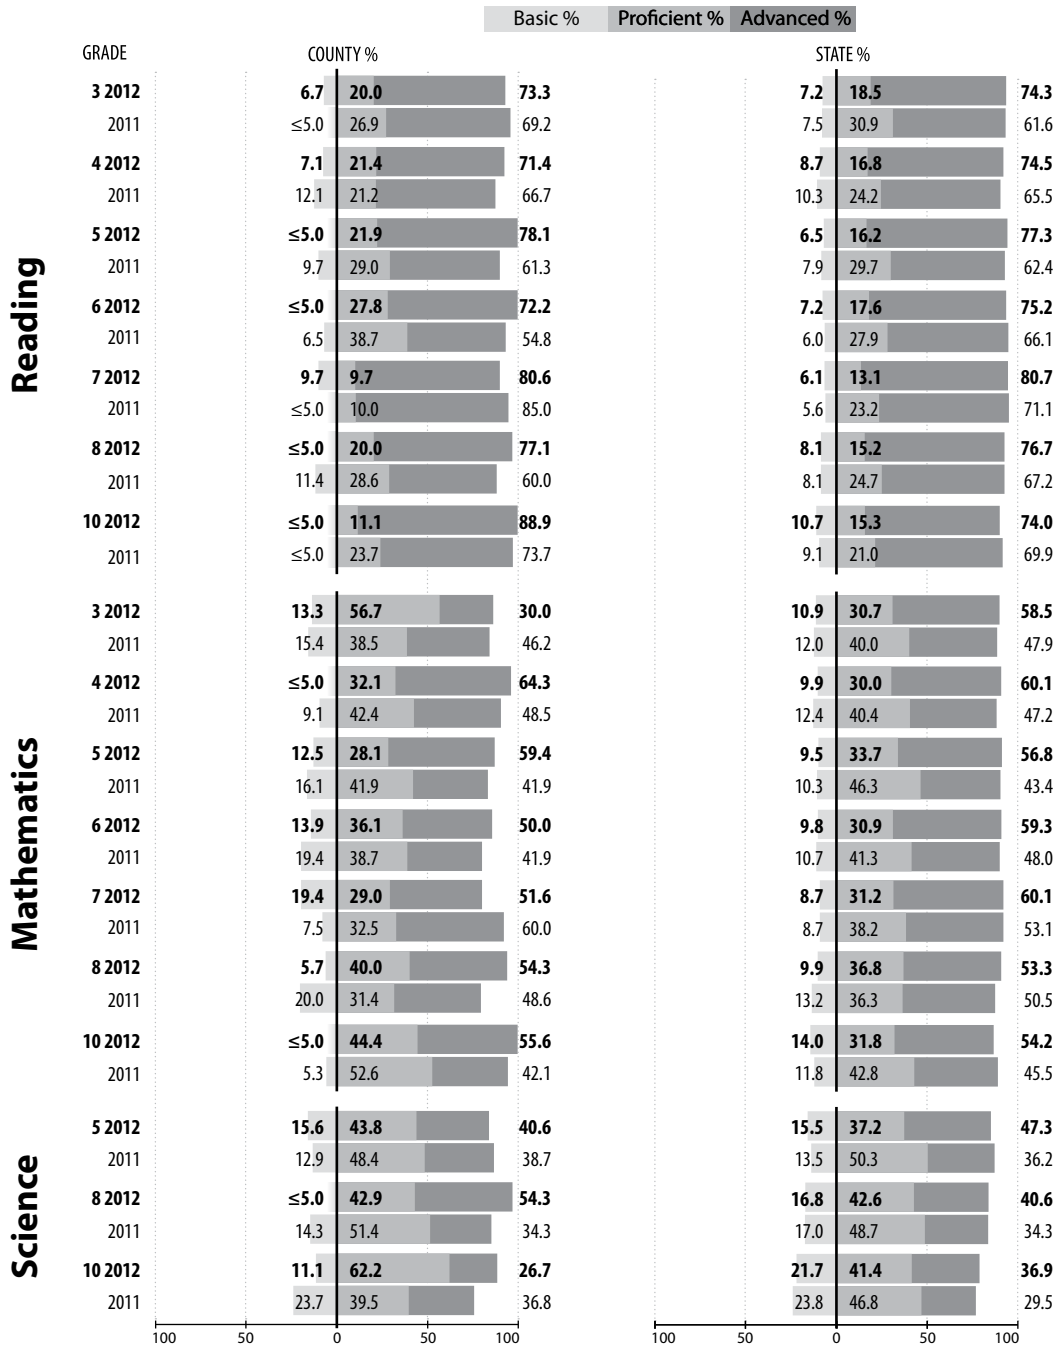 Basic % Proficient % Advanced %
GRADE COUNTY % STATE %
Reading
3 2012 6.7 20.0 73.3 7.2 18.5 74.3
2011 ≤5.0 26.9 69.2 7.5 30.9 61.6
4 2012 7.1 21.4 71.4 8.7 16.8 74.5
2011 12.1 21.2 66.7 10.3 24.2 65.5
5 2012 ≤5.0 21.9 78.1 6.5 16.2 77.3
2011 9.7 29.0 61.3 7.9 29.7 62.4
6 2012 ≤5.0 27.8 72.2 7.2 17.6 75.2
2011 6.5 38.7 54.8 6.0 27.9 66.1
7 2012 9.7 9.7 80.6 6.1 13.1 80.7
2011 ≤5.0 10.0 85.0 5.6 23.2 71.1
8 2012 ≤5.0 20.0 77.1 8.1 15.2 76.7
2011 11.4 28.6 60.0 8.1 24.7 67.2
10 2012 ≤5.0 11.1 88.9 10.7 15.3 74.0
2011 ≤5.0 23.7 73.7 9.1 21.0 69.9
Mathematics
3 2012 13.3 56.7 30.0 10.9 30.7 58.5
2011 15.4 38.5 46.2 12.0 40.0 47.9
4 2012 ≤5.0 32.1 64.3 9.9 30.0 60.1
2011 9.1 42.4 48.5 12.4 40.4 47.2
5 2012 12.5 28.1 59.4 9.5 33.7 56.8
2011 16.1 41.9 41.9 10.3 46.3 43.4
6 2012 13.9 36.1 50.0 9.8 30.9 59.3
2011 19.4 38.7 41.9 10.7 41.3 48.0
7 2012 19.4 29.0 51.6 8.7 31.2 60.1
2011 7.5 32.5 60.0 8.7 38.2 53.1
8 2012 5.7 40.0 54.3 9.9 36.8 53.3
2011 20.0 31.4 48.6 13.2 36.3 50.5
10 2012 ≤5.0 44.4 55.6 14.0 31.8 54.2
2011 5.3 52.6 42.1 11.8 42.8 45.5
Science
5 2012 15.6 43.8 40.6 15.5 37.2 47.3
2011 12.9 48.4 38.7 13.5 50.3 36.2
8 2012 ≤5.0 42.9 54.3 16.8 42.6 40.6
2011 14.3 51.4 34.3 17.0 48.7 34.3
10 2012 11.1 62.2 26.7 21.7 41.4 36.9
2011 23.7 39.5 36.8 23.8 46.8 29.5
100 50 0 50 100 100 50 0 50 100